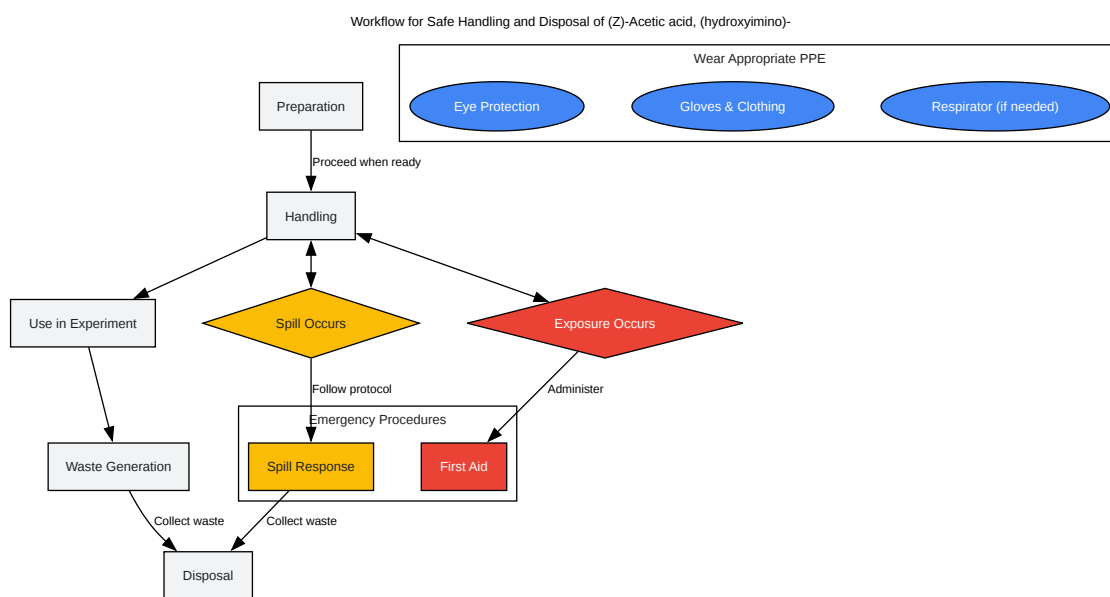 Workflow for Safe Handling and Disposal of (Z)-Acetic acid, (hydroxyimino)-
Wear Appropriate PPE
Eye Protection
Gloves & Clothing
Respirator (if needed)
Preparation
Proceed when ready
Handling
Use in Experiment
Spill Occurs
Exposure Occurs
Follow protocol
Administer
Emergency Procedures
Waste Generation
Spill Response
First Aid
Collect waste
Collect waste
Disposal